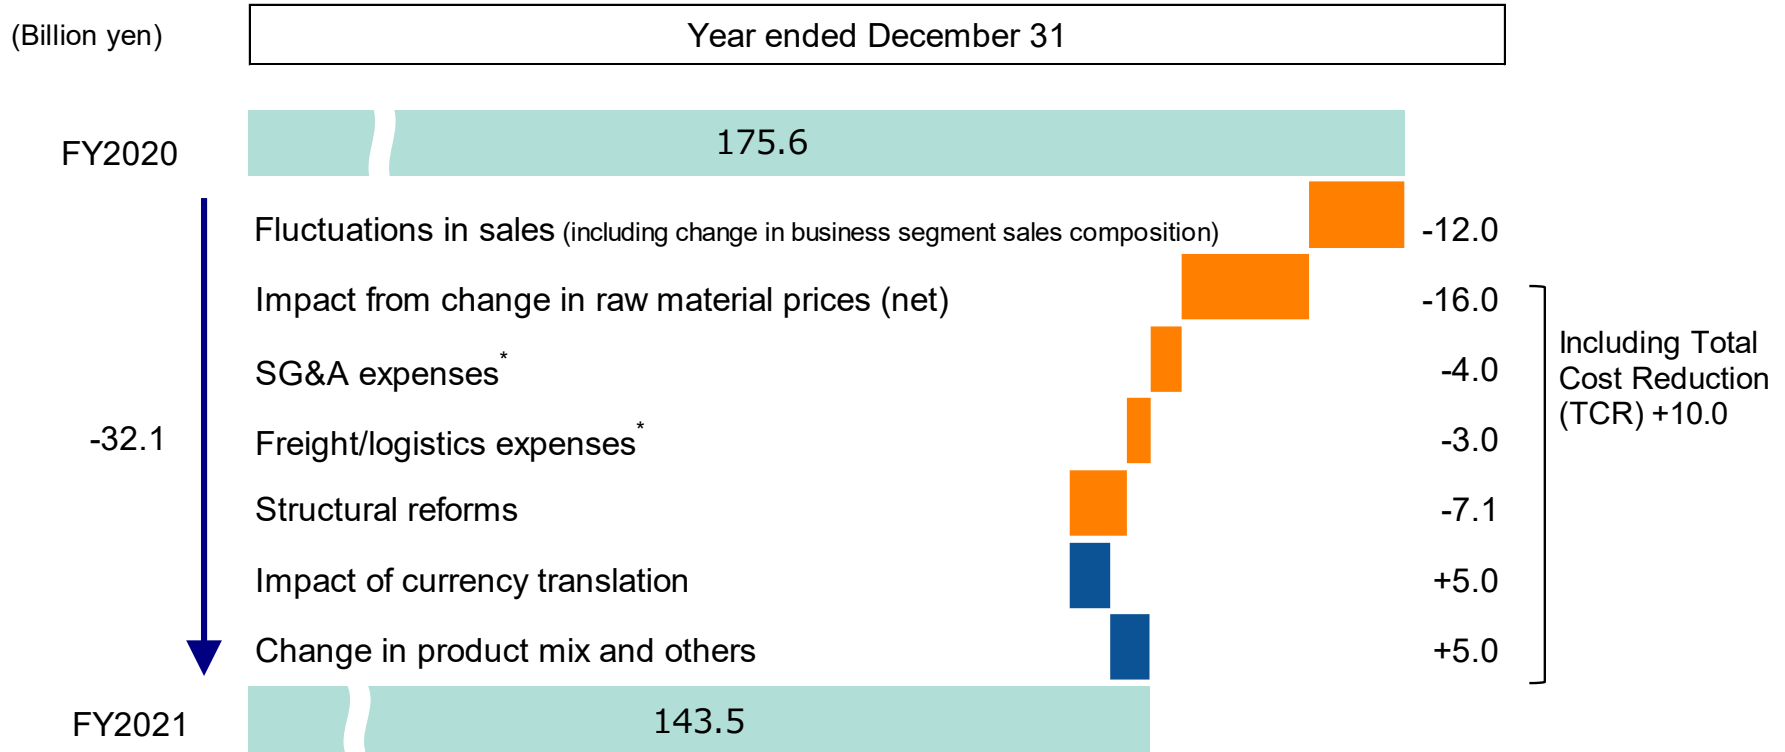 (Billion yen)
Year ended December 31
FY2020
175.6
Fluctuations in sales (including change in business segment sales composition)
-12.0
Impact from change in raw material prices (net)
-16.0
SG&A expenses*
-4.0
Freight/logistics expenses*
-3.0
Structural reforms
-7.1
Impact of currency translation
+5.0
Change in product mix and others
+5.0
Including Total
Cost Reduction
(TCR) +10.0
-32.1
FY2021
143.5